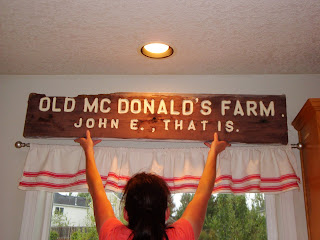 OLD MC DONALD'S FARM.
JOHN E., THAT IS.